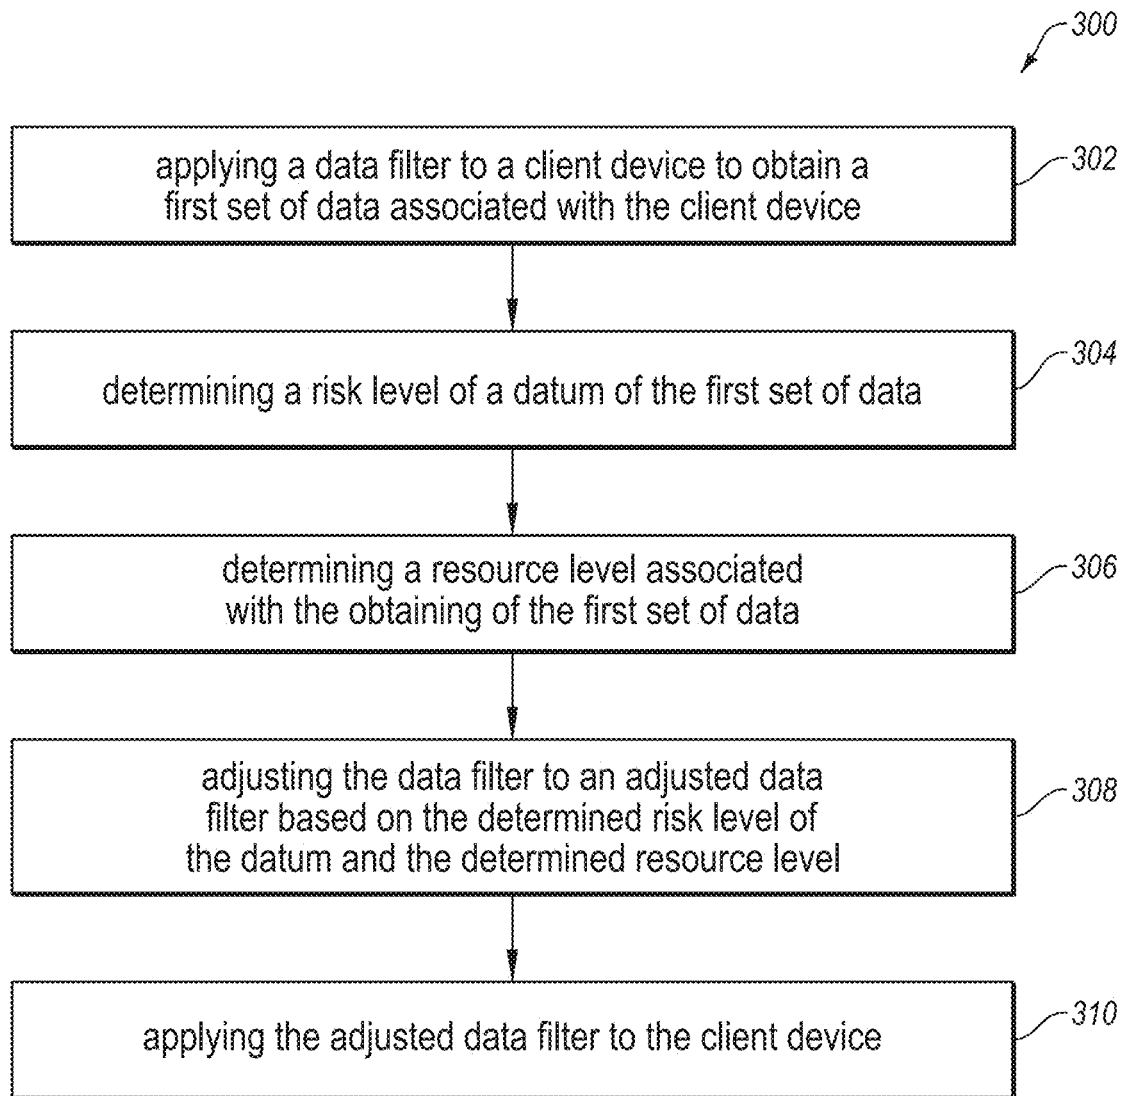 300
applying a data filter to a client device to obtain a
first set of data associated with the client device
302
determining a risk level of a datum of the first set of data
304
determining a resource level associated
with the obtaining of the first set of data
306
adjusting the data filter to an adjusted data
filter based on the determined risk level of
the datum and the determined resource level
308
applying the adjusted data filter to the client device
310